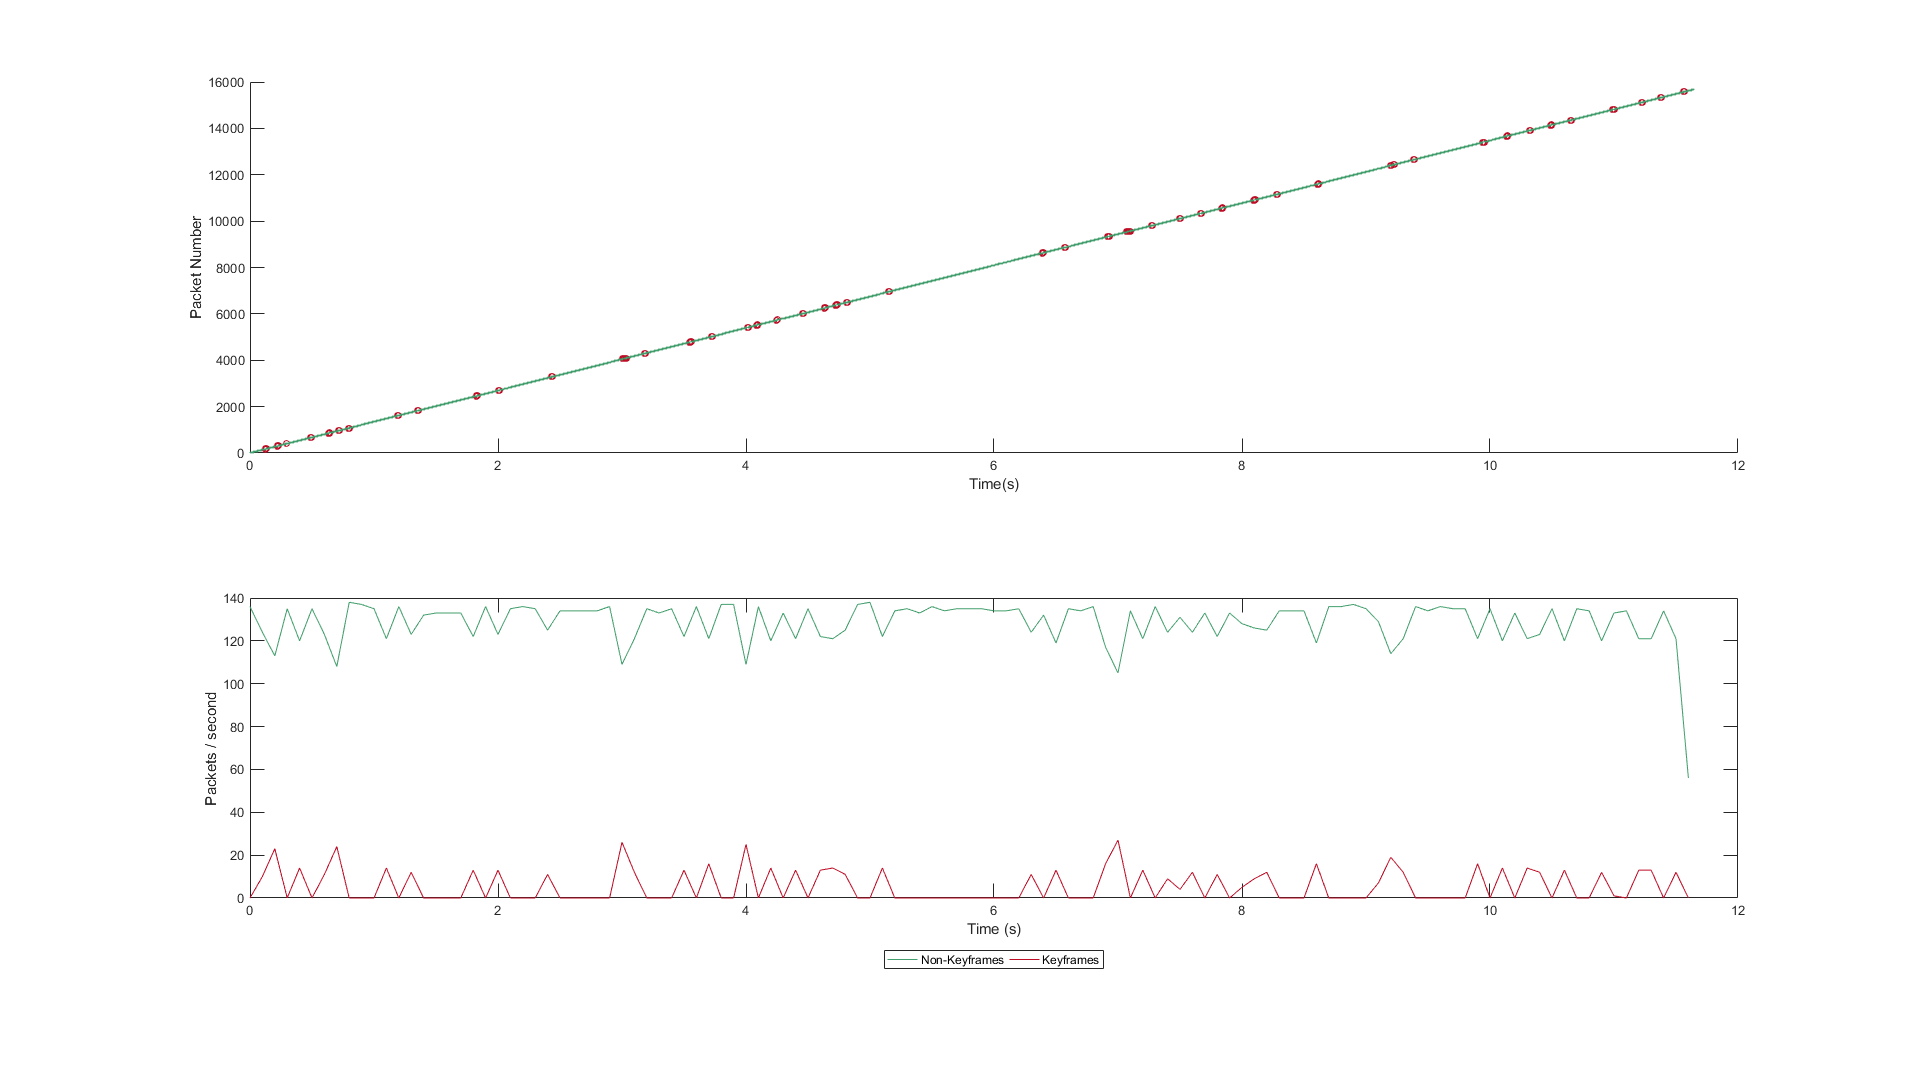 16000
14000
12000
10000
8000
6000
4000
2000
0
Packet Number
0 2 4 6 8 10 12
Time(s)
140
120
100
80
60
40
20
0
Packets / second
0 2 4 6 8 10 12
Time (s)
Non-Keyframes Keyframes